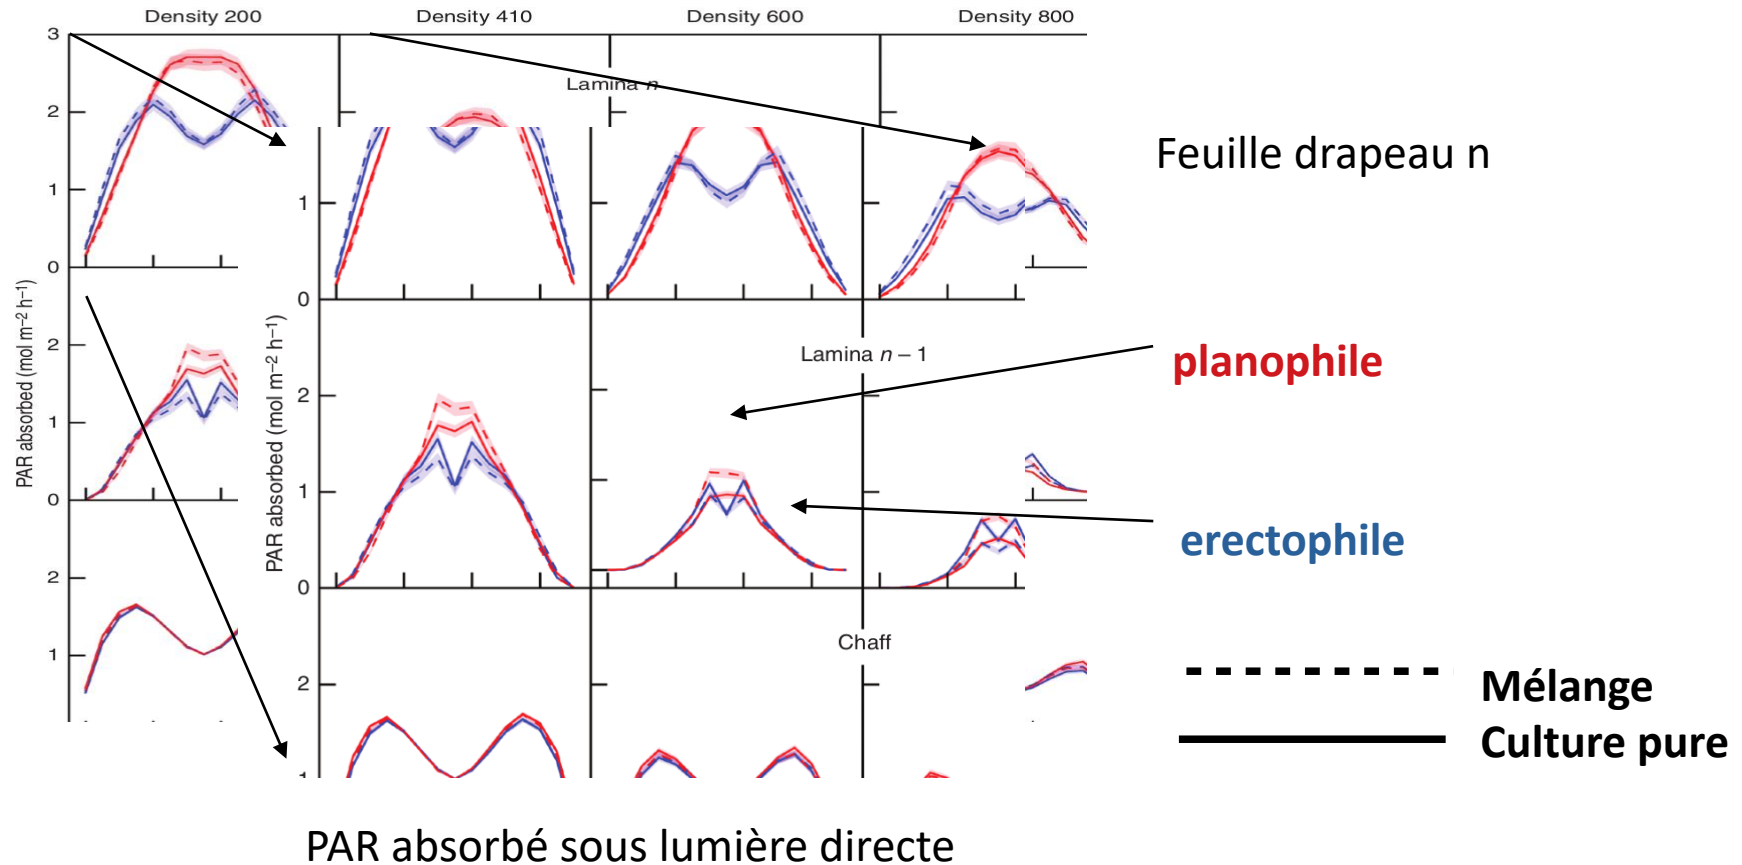 Density 200 Density 410 Density 600 Density 800
3
Lamina n
2
1
0
Feuille drapeau n
1
0
PAR absorbed (mol m−2 h−1)
2
1
0
Lamina n − 1
PAR absorbed (mol m−2 h−1)
2
1
0
planophile
erectophile
2
1
Chaff
2
1
Mélange
Culture pure
PAR absorbé sous lumière directe